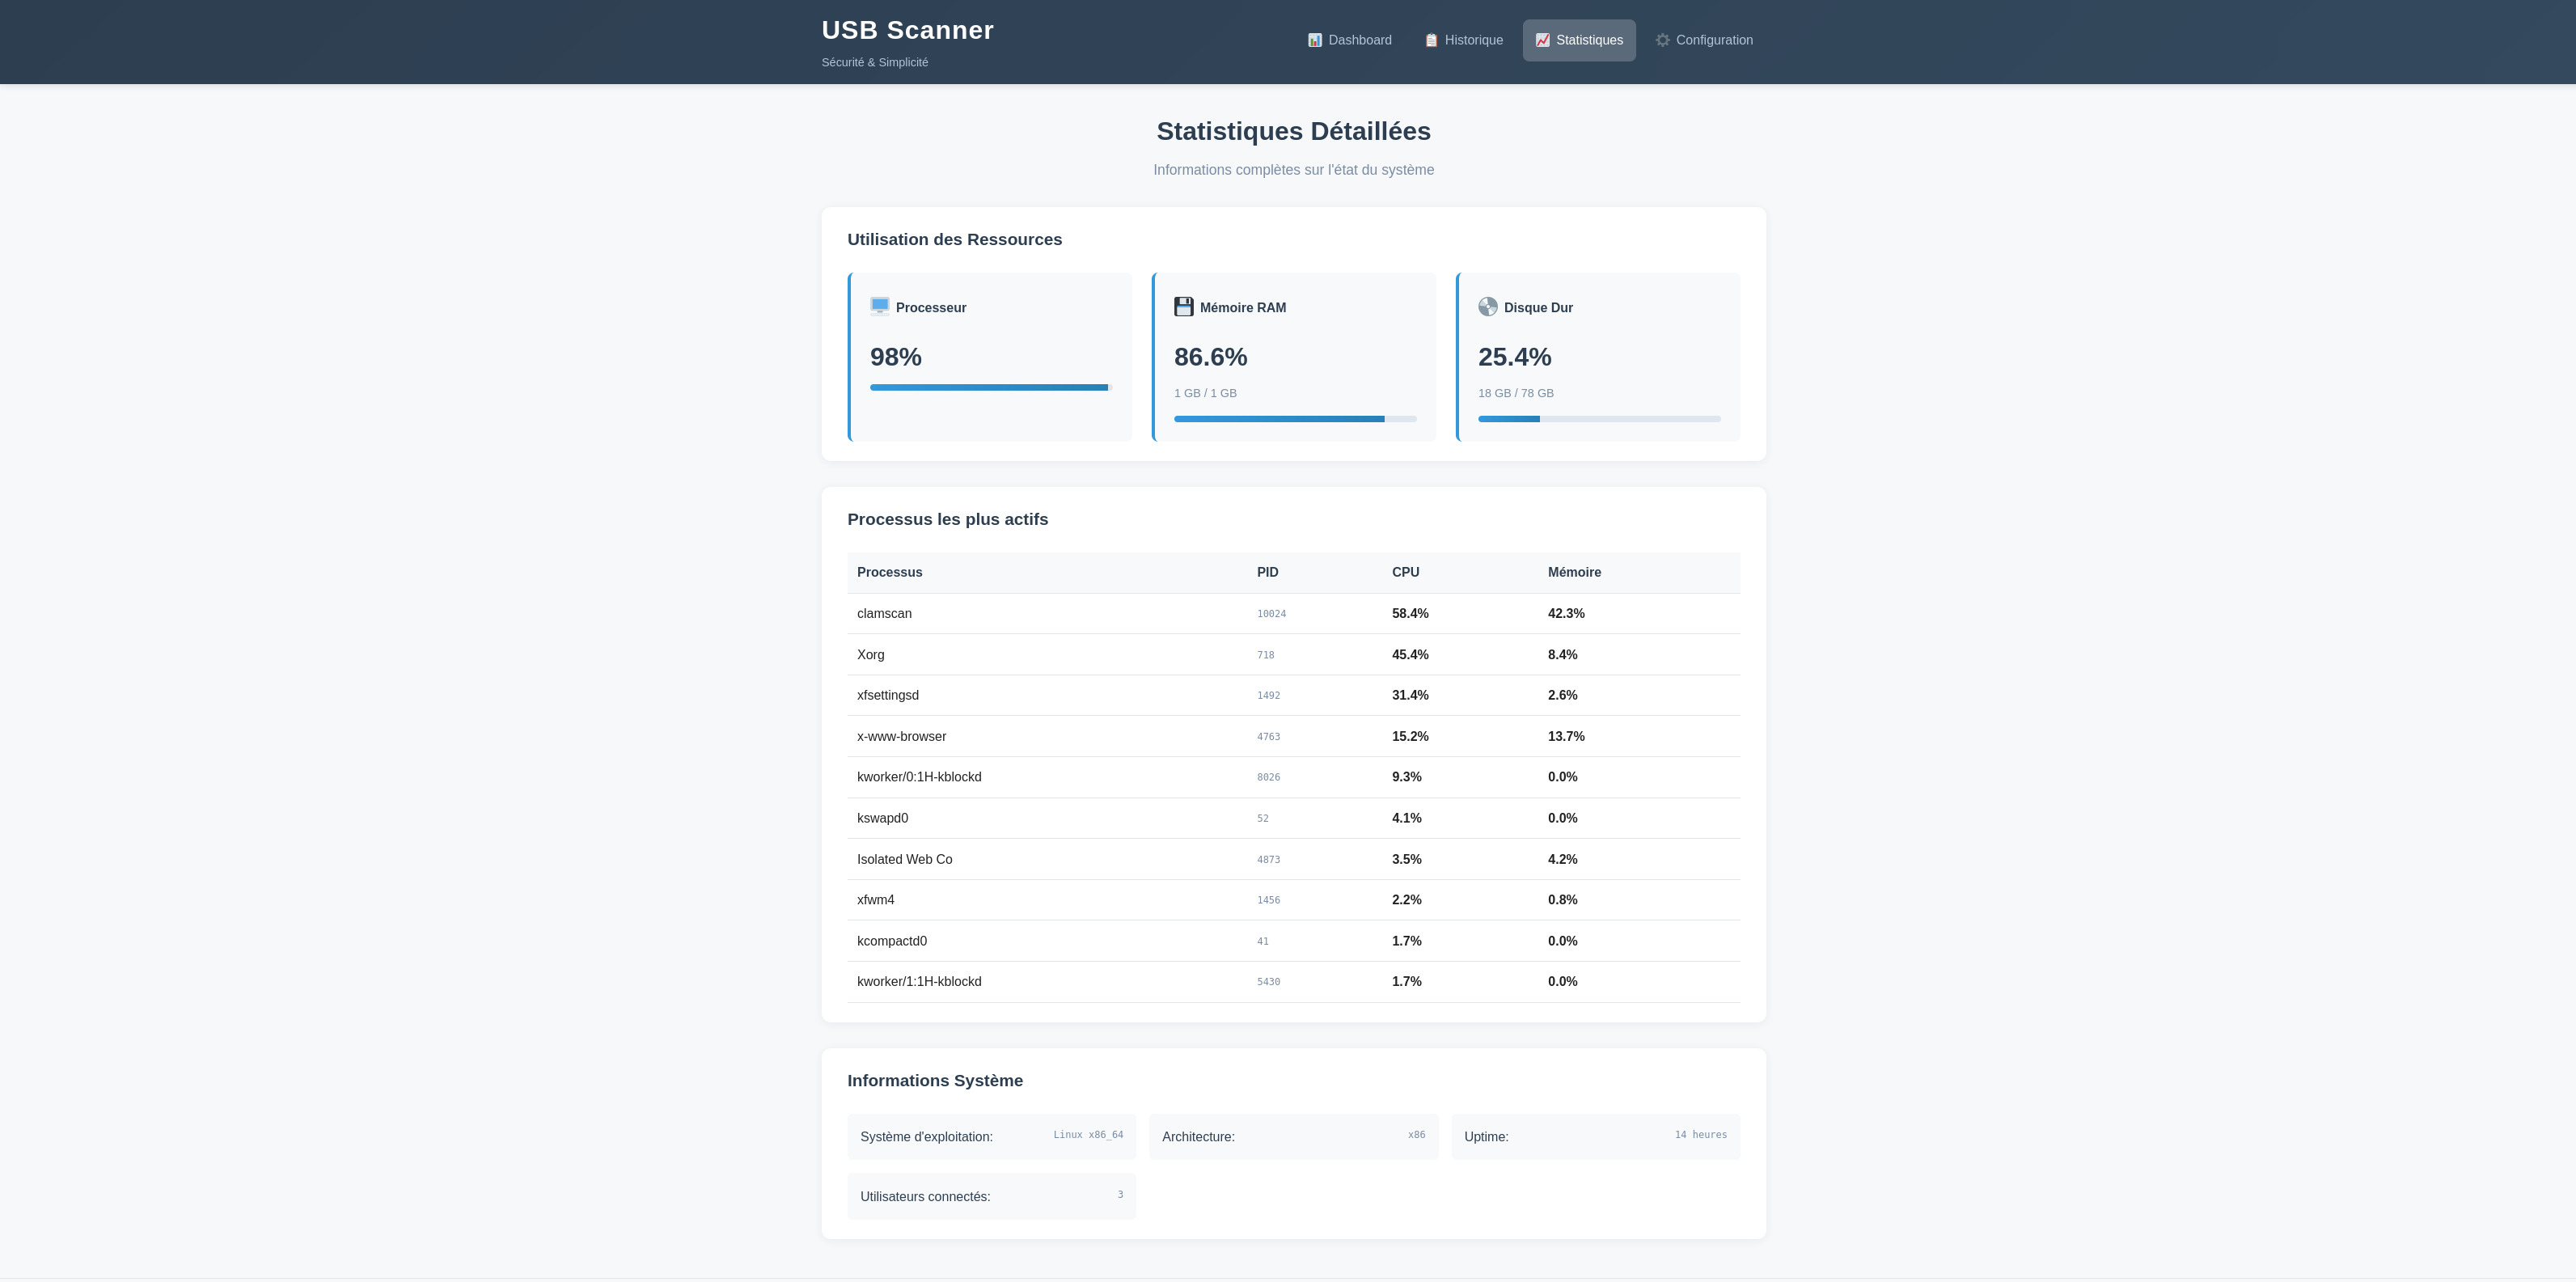 USB Scanner
Sécurité & Simplicité
Dashboard
Historique
Statistiques
Configuration
Statistiques Détaillées
Informations complètes sur l'état du système
Utilisation des Ressources
Processeur
98%
Mémoire RAM
86.6%
1 GB / 1 GB
Disque Dur
25.4%
18 GB / 78 GB
Processus les plus actifs
Processus PID CPU Mémoire
clamscan 10024 58.4% 42.3%
Xorg 718 45.4% 8.4%
xfsettingsd 1492 31.4% 2.6%
x-www-browser 4763 15.2% 13.7%
kworker/0:1H-kblockd 8026 9.3% 0.0%
kswapd0 52 4.1% 0.0%
Isolated Web Co 4873 3.5% 4.2%
xfwm4 1456 2.2% 0.8%
kcompactd0 41 1.7% 0.0%
kworker/1:1H-kblockd 5430 1.7% 0.0%
Informations Système
Système d'exploitation: Linux x86_64
Architecture: x86
Uptime: 14 heures
Utilisateurs connectés: 3